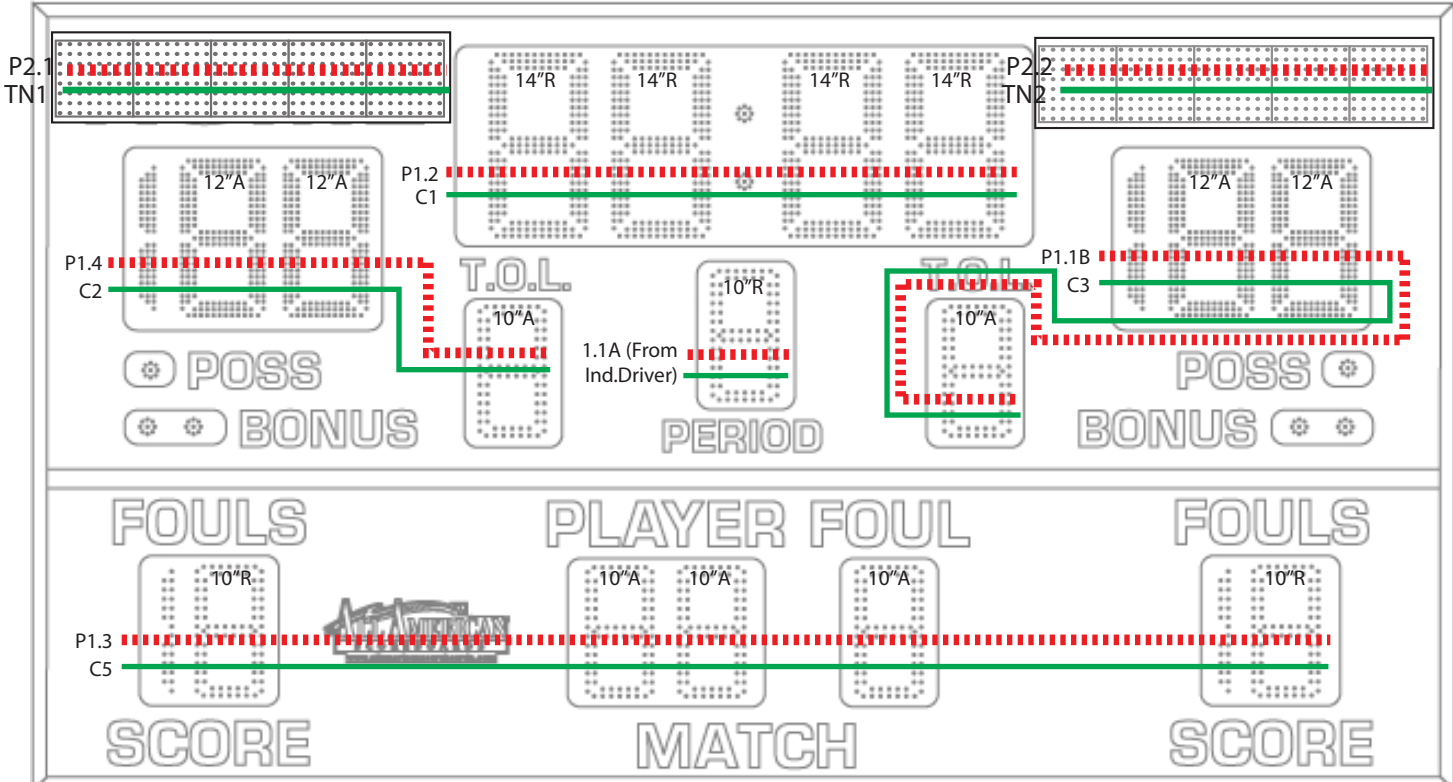 P2.1
TN1
14"R 14"R 14"R 14"R
P2.2
TN2
12"A 12"A
P1.2
C1
12"A 12"A
P1.4
C2
T.O.L.
10"A
10"R
1.1A (From
Ind.Driver)
PERIOD
T.O.L.
10"A
P1.1B
C3
POSS
BONUS
POSS
BONUS
FOULS
PLAYER FOUL
FOULS
10"R
10"A 10"A
10"A
10"R
ALL AMERICAN
P1.3
C5
SCORE
MATCH
SCORE